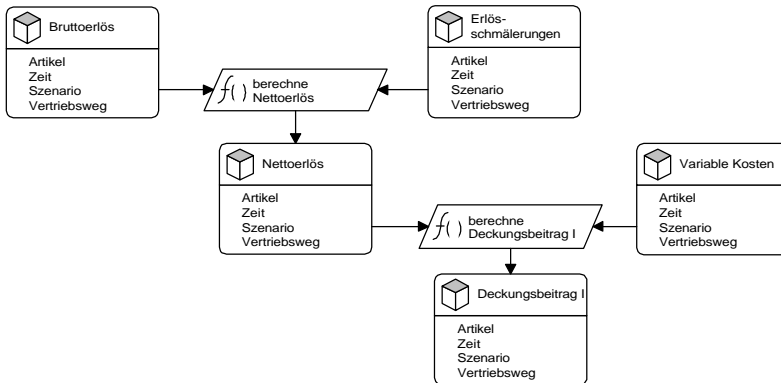 Bruttoerlös
Artikel
Zeit
Szenario
Vertriebsweg
Erlös-
schmälerungen
Artikel
Zeit
Szenario
Vertriebsweg
f( ) berechne
Nettoerlös
Nettoerlös
Artikel
Zeit
Szenario
Vertriebsweg
Variable Kosten
Artikel
Zeit
Szenario
Vertriebsweg
f( ) berechne
Deckungsbeitrag I
Deckungsbeitrag I
Artikel
Zeit
Szenario
Vertriebsweg